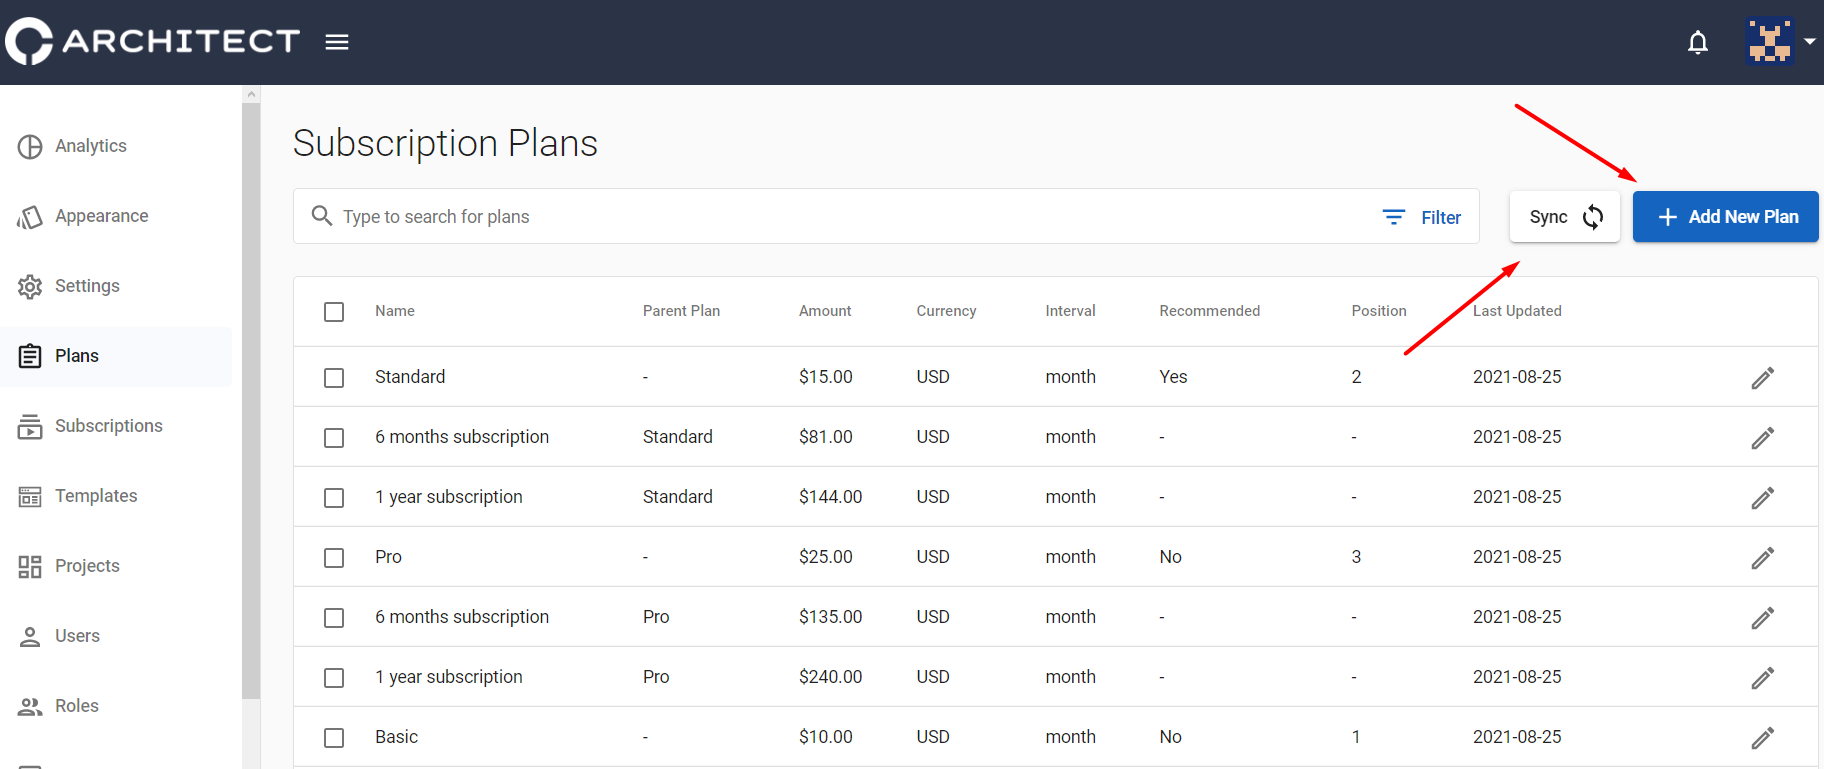 ARCHITECT
Analytics
Appearance
Settings
Plans
Subscriptions
Templates
Projects
Users
Roles
Subscription Plans
Type to search for plans Filter Sync Add New Plan
Name Parent Plan Amount Currency Interval Recommended Position Last Updated
Standard - $15.00 USD month Yes 2 2021-08-25
6 months subscription Standard $81.00 USD month - - 2021-08-25
1 year subscription Standard $144.00 USD month - - 2021-08-25
Pro - $25.00 USD month No 3 2021-08-25
6 months subscription Pro $135.00 USD month - - 2021-08-25
1 year subscription Pro $240.00 USD month - - 2021-08-25
Basic - $10.00 USD month No 1 2021-08-25